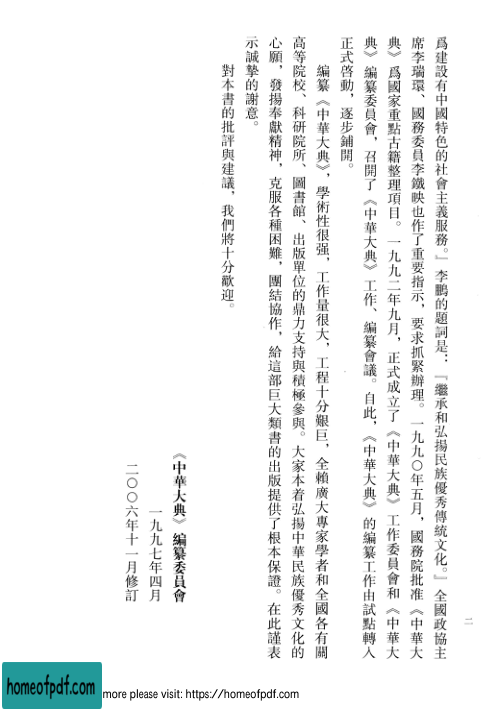 爲建設有中國特色的社會主義服務。』李鵬的題詞是：『繼承和弘揚民族優秀傳統文化。』全國政協主
席李瑞環、國務委員李鐵映也作了重要指示，要求抓緊辦理。一九九〇年五月，國務院批准《中華大
典》爲國家重點古籍整理項目。一九九二年九月，正式成立了《中華大典》工作委員會和《中華大
典》編纂委員會，召開了《中華大典》工作、編纂會議。自此，《中華大典》的編纂工作由試點轉入
正式啓動，逐步鋪開。
編纂《中華大典》，學術性很强，工作量很大，工程十分艱巨，全賴廣大專家學者和全國各有關
高等院校、科研院所、圖書館、出版單位的鼎力支持與積極參與。大家本着弘揚中華民族優秀文化的
心願，發揚奉獻精神，克服各種困難，團結協作，給這部巨大類書的出版提供了根本保證。在此謹表
示誠摯的謝意。
對本書的批評與建議，我們將十分歡迎。
《中華大典》編纂委員會
一九九七年四月
二〇〇六年十一月修訂
二
homeofpdf.com
more please visit: https://homeofpdf.com